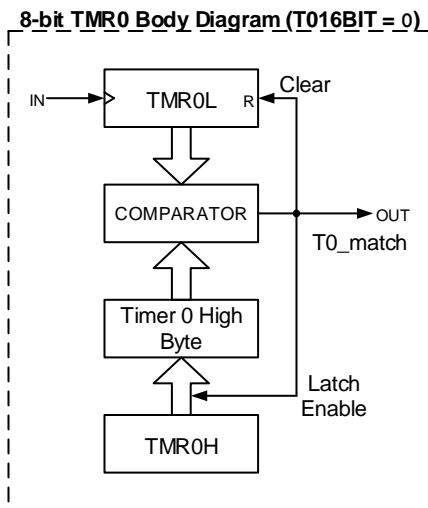 8-bit TMR0 Body Diagram (T016BIT = 0)
IN
TMR0L
R
Clear
COMPARATOR
OUT
T0_match
Timer 0 High
Byte
Latch
Enable
TMR0H